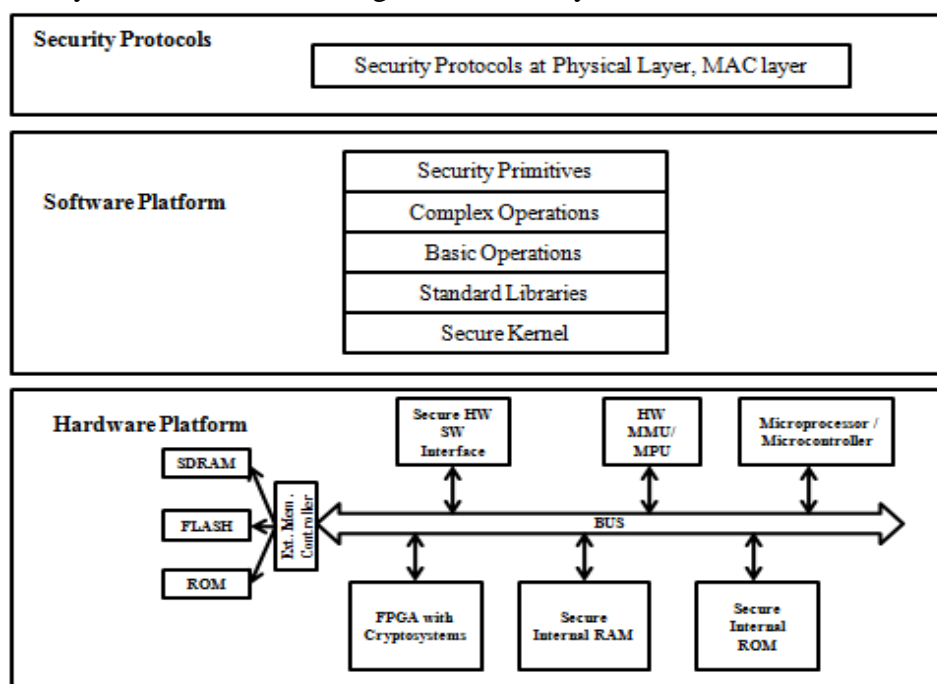 Security Protocols
Security Protocols at Physical Layer, MAC layer
Software Platform
Security Primitives
Complex Operations
Basic Operations
Standard Libraries
Secure Kernel
Hardware Platform
SDRAM
FLASH
ROM
Ext. Mem.
Controller
Secure HW
SW
Interface
HW
MMU/
MPU
Microprocessor /
Microcontroller
BUS
FPGA with
Cryptosystems
Secure
Internal RAM
Secure
Internal
ROM